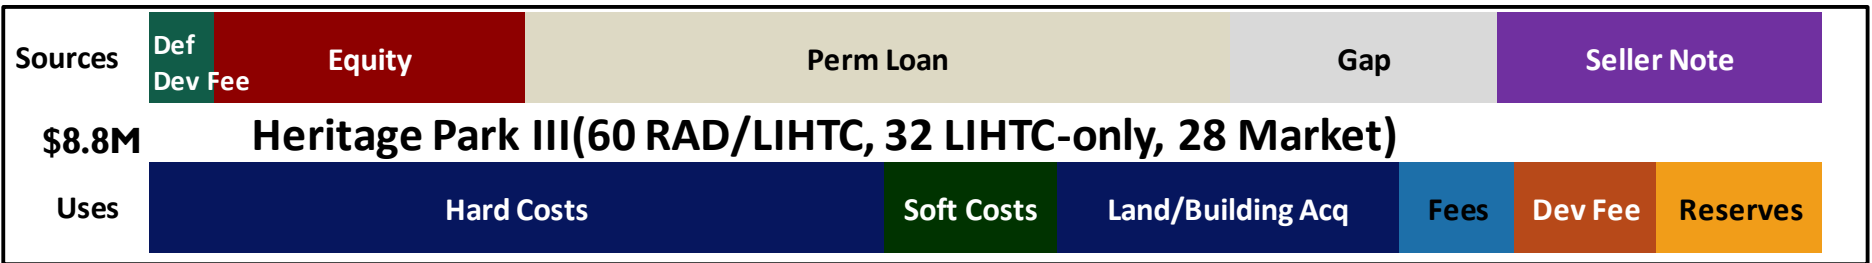 Sources Def Dev Fee Equity Perm Loan Gap Seller Note
$8.8M Heritage Park III(60 RAD/LIHTC, 32 LIHTC-only, 28 Market)
Uses Hard Costs Soft Costs Land/Building Acq Fees Dev Fee Reserves